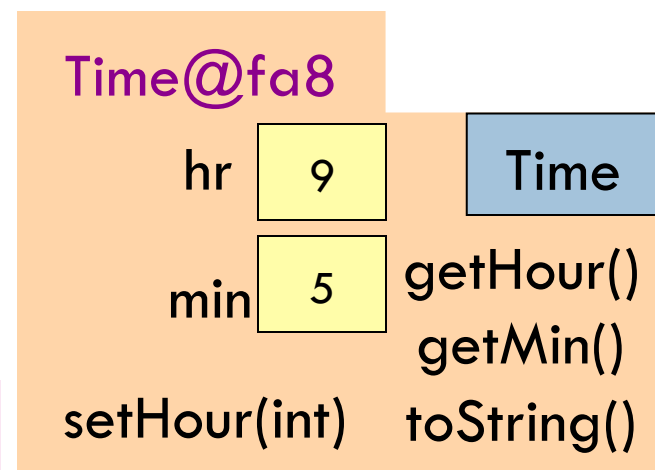 Time@fa8
hr 9 Time
min 5 getHour()
getMin()
setHour(int) toString()